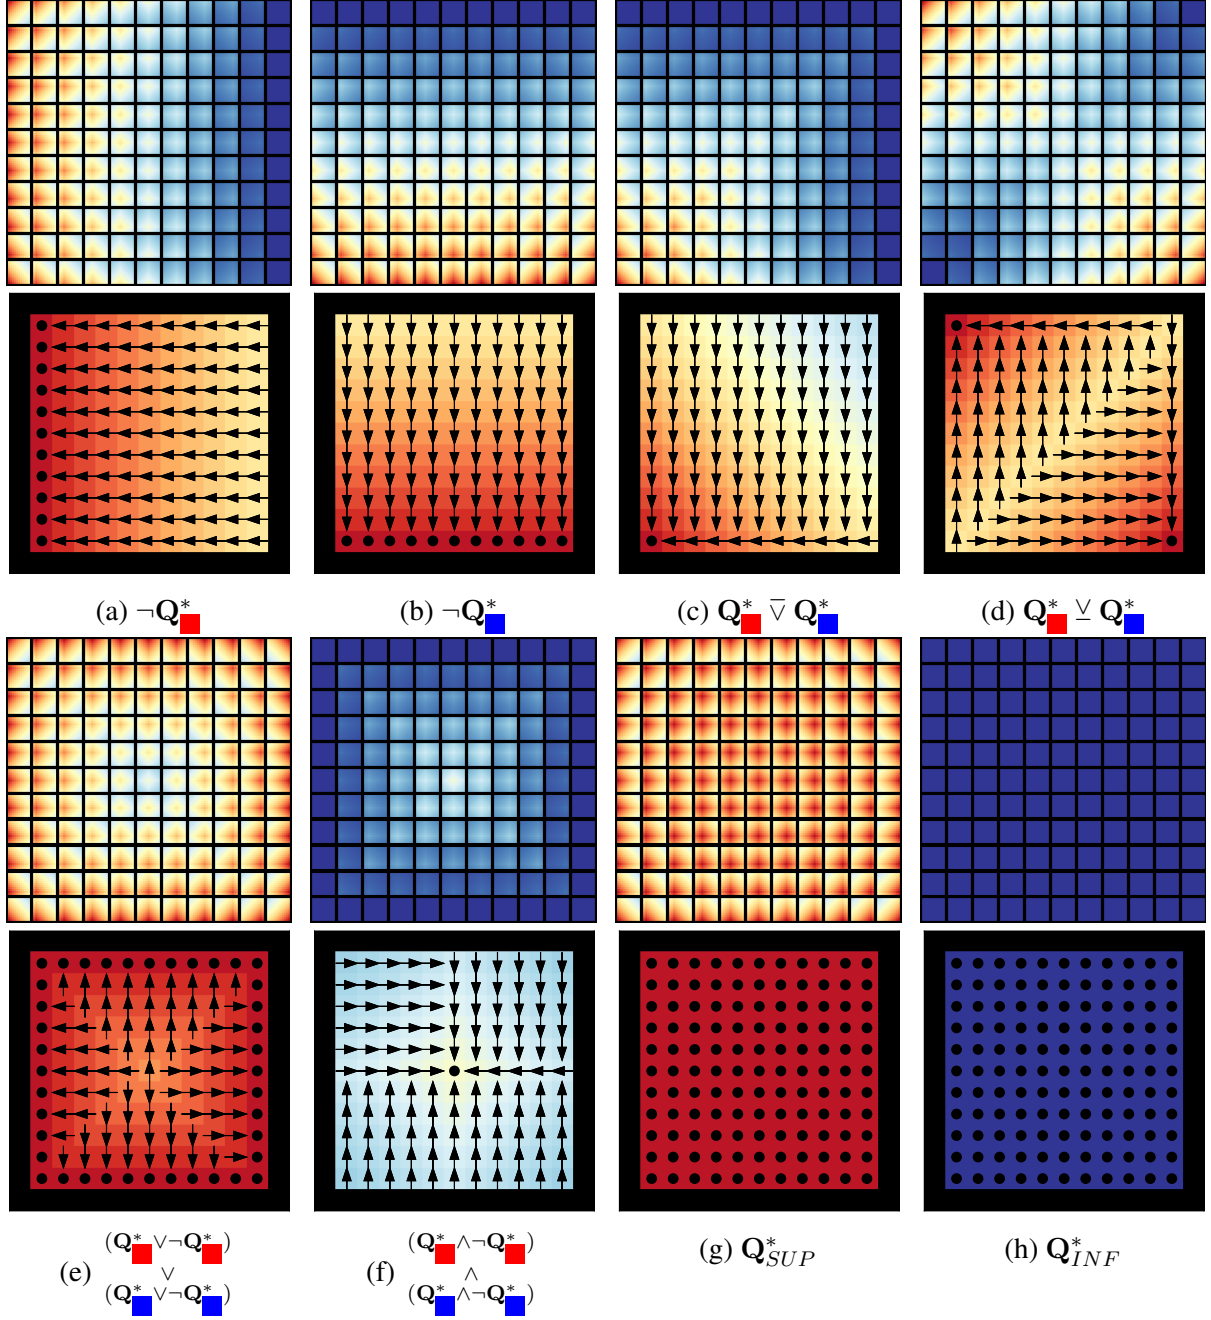 (a) ¬Q*🟥 (b) ¬Q*🟦 (c) Q*🟥 ⊽ Q*🟦 (d) Q*🟥 ⊻ Q*🟦
(Q*🟥∨¬Q*🟥) (Q*🟥∧¬Q*🟥)
(e) ∨ (f) ∧ (g) Q*SUP (h) Q*INF
(Q*🟦∨¬Q*🟦) (Q*🟦∧¬Q*🟦)